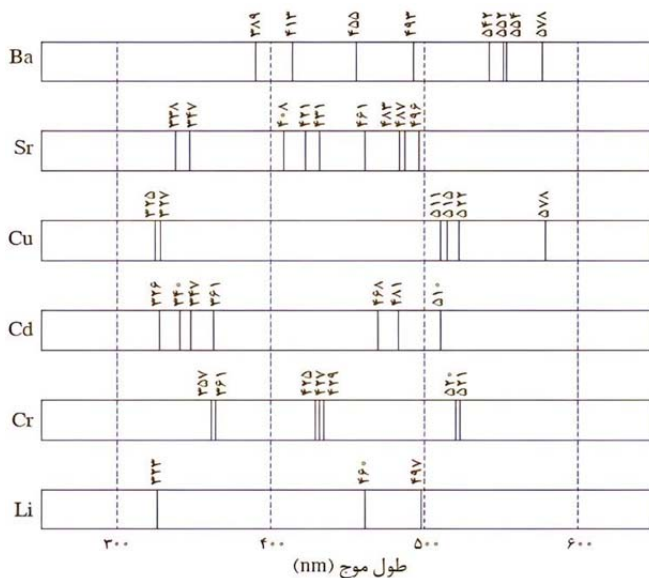 ۳۸۹ ۴۱۳ ۴۵۵ ۴۹۳ ۵۴۲ ۵۵۲ ۵۵۴ ۵۷۸
Ba
۳۳۸ ۳۴۷ ۴۰۸ ۴۲۱ ۴۳۱ ۴۶۱ ۴۸۳ ۴۸۷ ۴۹۶
Sr
۳۲۵ ۳۲۷ ۵۱۱ ۵۱۵ ۵۲۲ ۵۷۸
Cu
۳۲۶ ۳۴۰ ۳۴۷ ۳۶۱ ۴۶۸ ۴۸۱ ۵۱۰
Cd
۳۵۷ ۳۶۱ ۴۲۵ ۴۲۷ ۴۲۹ ۵۲۰ ۵۲۱
Cr
۳۲۳ ۴۶۰ ۴۹۷
Li
۳۰۰ ۴۰۰ ۵۰۰ ۶۰۰
طول موج (nm)